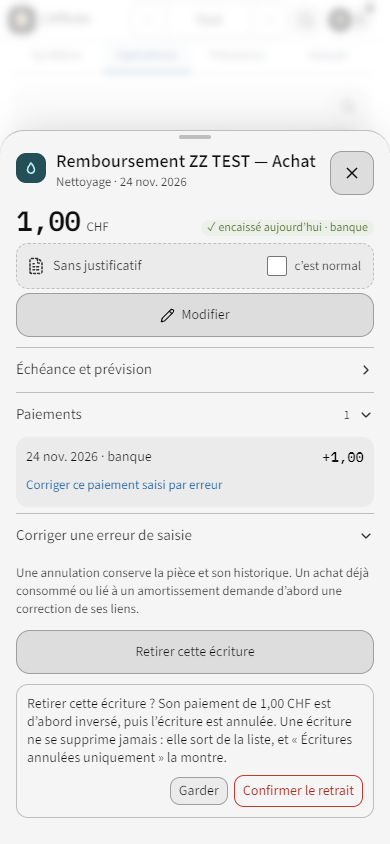 Remboursement ZZ TEST — Achat
Nettoyage · 24 nov. 2026
1,00 CHF
✓ encaissé aujourd’hui · banque
Sans justificatif
c’est normal
Modifier
Échéance et prévision
Paiements
1
24 nov. 2026 · banque
+1,00
Corriger ce paiement saisi par erreur
Corriger une erreur de saisie
Une annulation conserve la pièce et son historique. Un achat déjà
consommé ou lié à un amortissement demande d’abord une
correction de ses liens.
Retirer cette écriture
Retirer cette écriture ? Son paiement de 1,00 CHF est
d’abord inversé, puis l’écriture est annulée. Une écriture
ne se supprime jamais : elle sort de la liste, et « Écritures
annulées uniquement » la montre.
Garder
Confirmer le retrait